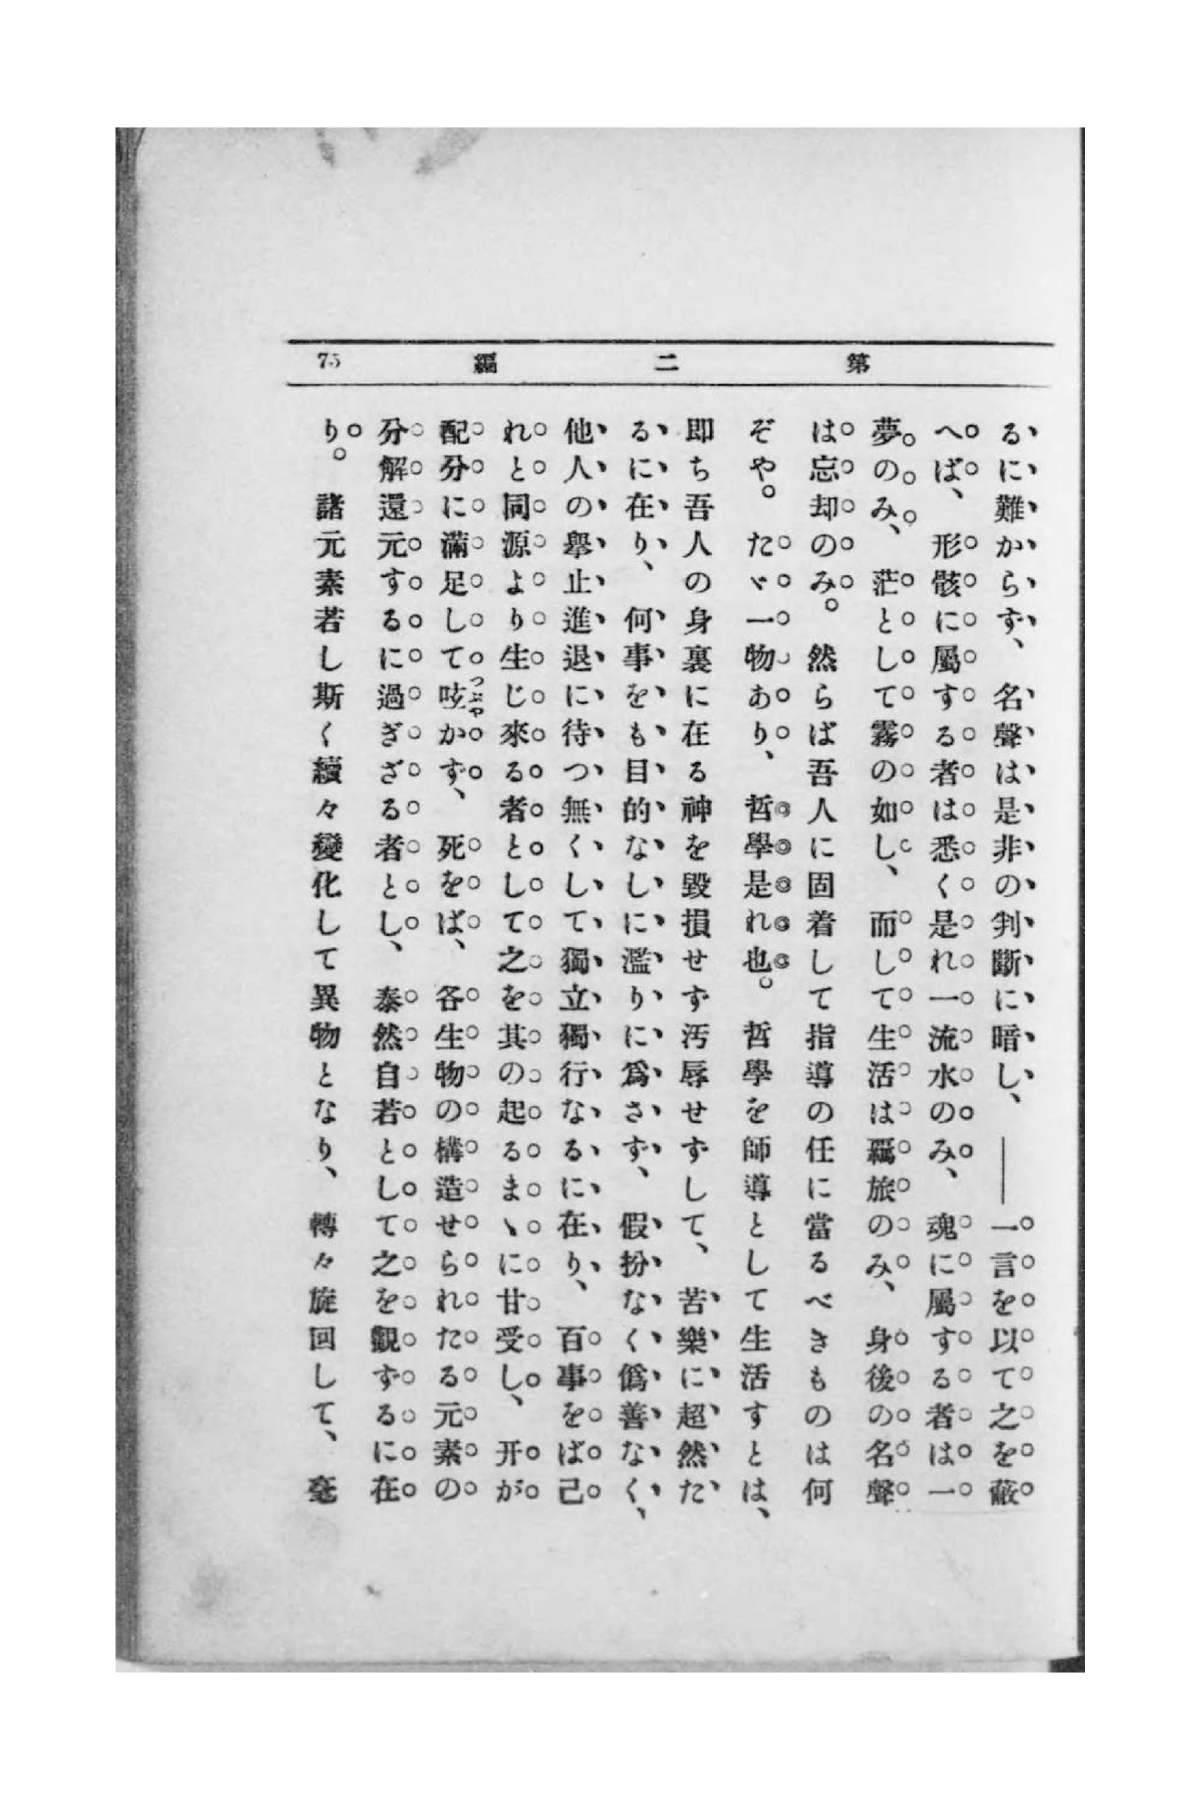 第二編 75
るに難からず、名聲は是非の判斷に暗し、――一言を以て之を蔽
へば、形骸に屬する者は悉く是れ一流水のみ、魂に屬する者は一
夢のみ、茫として霧の如し、而して生活は羈旅のみ、身後の名聲
は忘却のみ。然らば吾人に固着して指導の任に當るべきものは何
ぞや。たヾ一物あり、哲學是れ也。哲學を師導として生活すとは、
即ち吾人の身裏に在る神を毀損せず汚辱せずして、苦樂に超然た
るに在り、何事をも目的なしに濫りに爲さず、假扮なく僞善なく、
他人の擧止進退に待つ無くして獨立獨行なるに在り、百事をば己
れと同源より生じ來る者として之を其の起るまヽに甘受し、开が
配分に滿足して呟つぶやかず、死をば、各生物の構造せられたる元素の
分解還元するに過ぎざる者とし、泰然自若として之を觀ずるに在
り。諸元素若し斯く續々變化して異物となり、轉々旋回して、毫